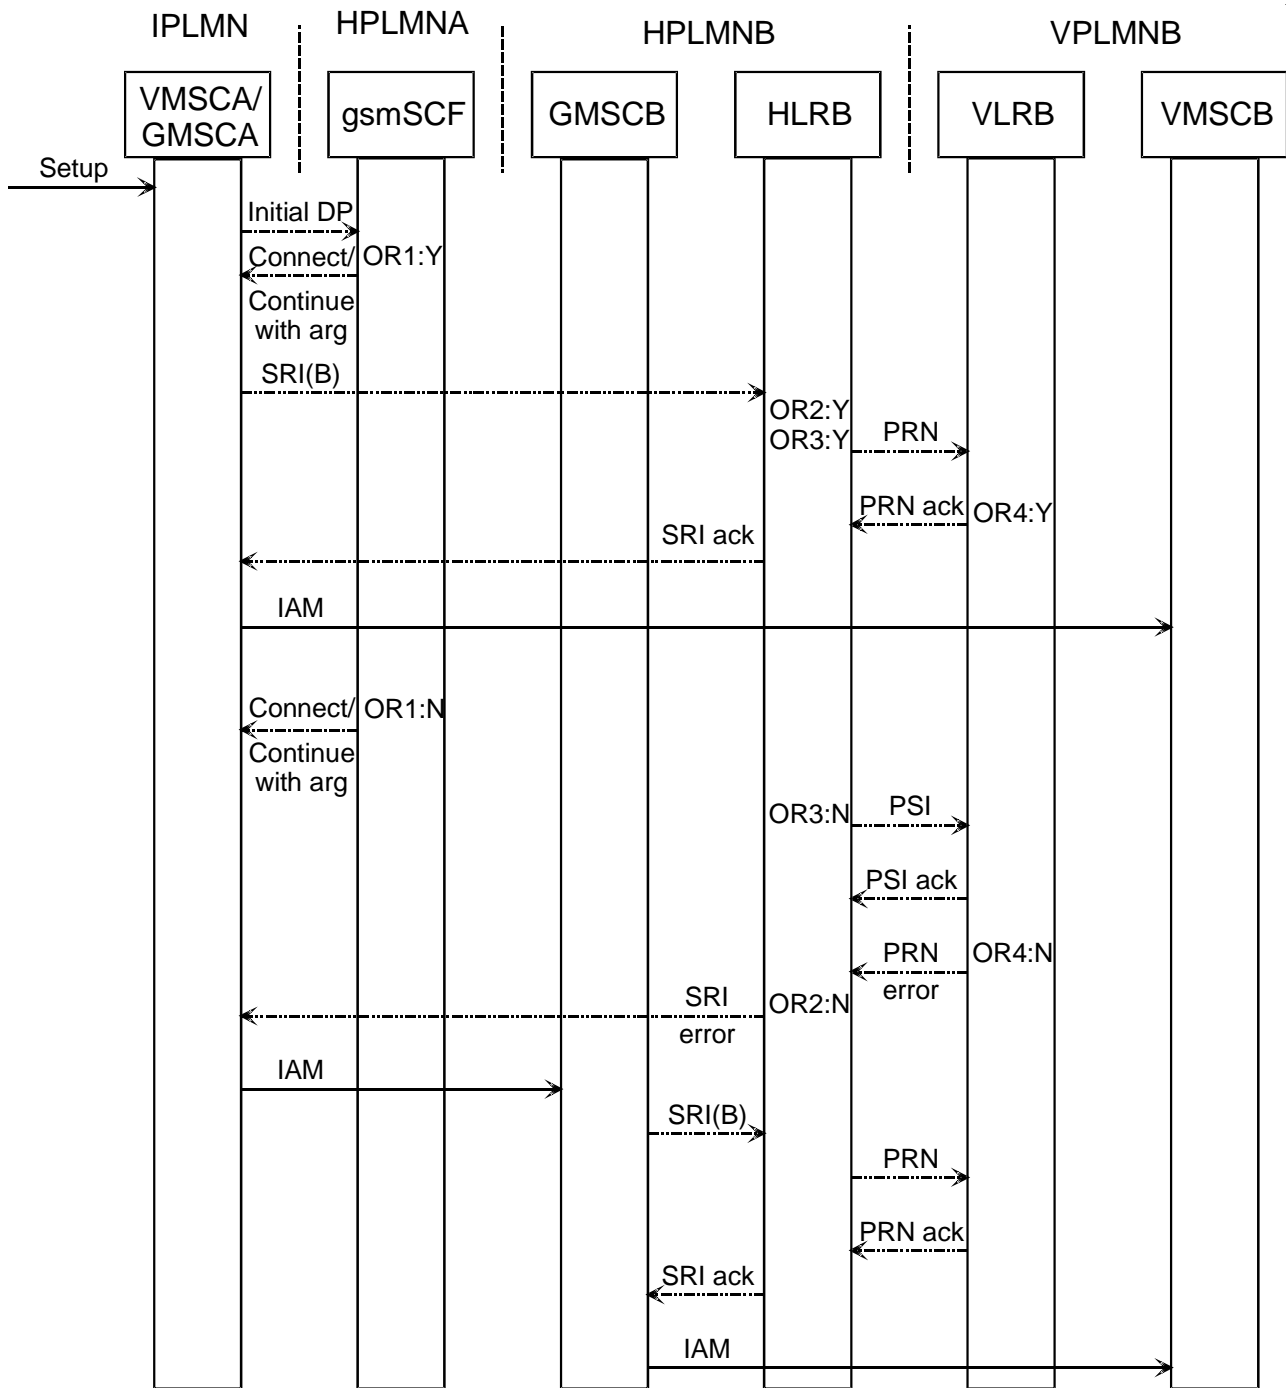 IPLMN
HPLMNA
HPLMNB
VPLMNB
VMSCA/
GMSCA
gsmSCF
GMSCB
HLRB
VLRB
VMSCB
Setup
Initial DP
Connect/
OR1:Y
Continue
with arg
SRI(B)
OR2:Y
OR3:Y
PRN
PRN ack
OR4:Y
SRI ack
IAM
Connect/
OR1:N
Continue
with arg
OR3:N
PSI
PSI ack
PRN
error
OR4:N
SRI
error
OR2:N
IAM
SRI(B)
PRN
PRN ack
SRI ack
IAM